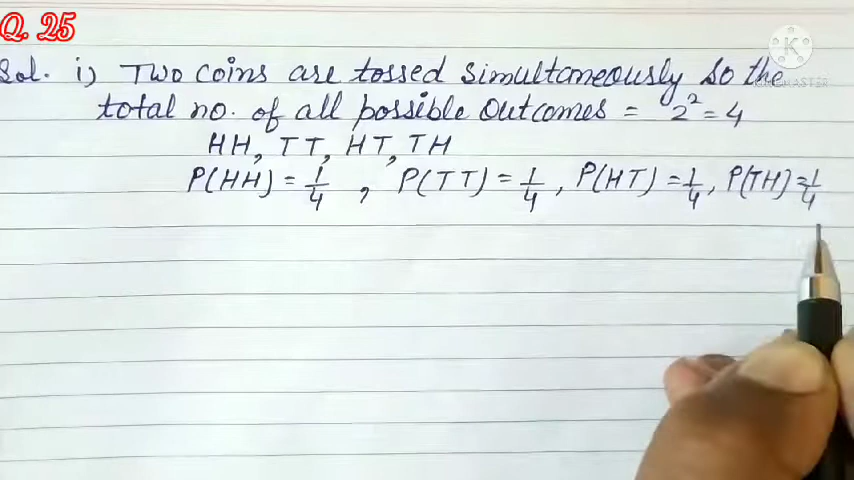 Q. 25
Sol. i) Two coins are tossed simultaneously so the
total no. of all possible outcomes = 2² = 4
HH, TT, HT, TH
P(HH) = 1/4 , P(TT) = 1/4 , P(HT) = 1/4 , P(TH) = 1/4